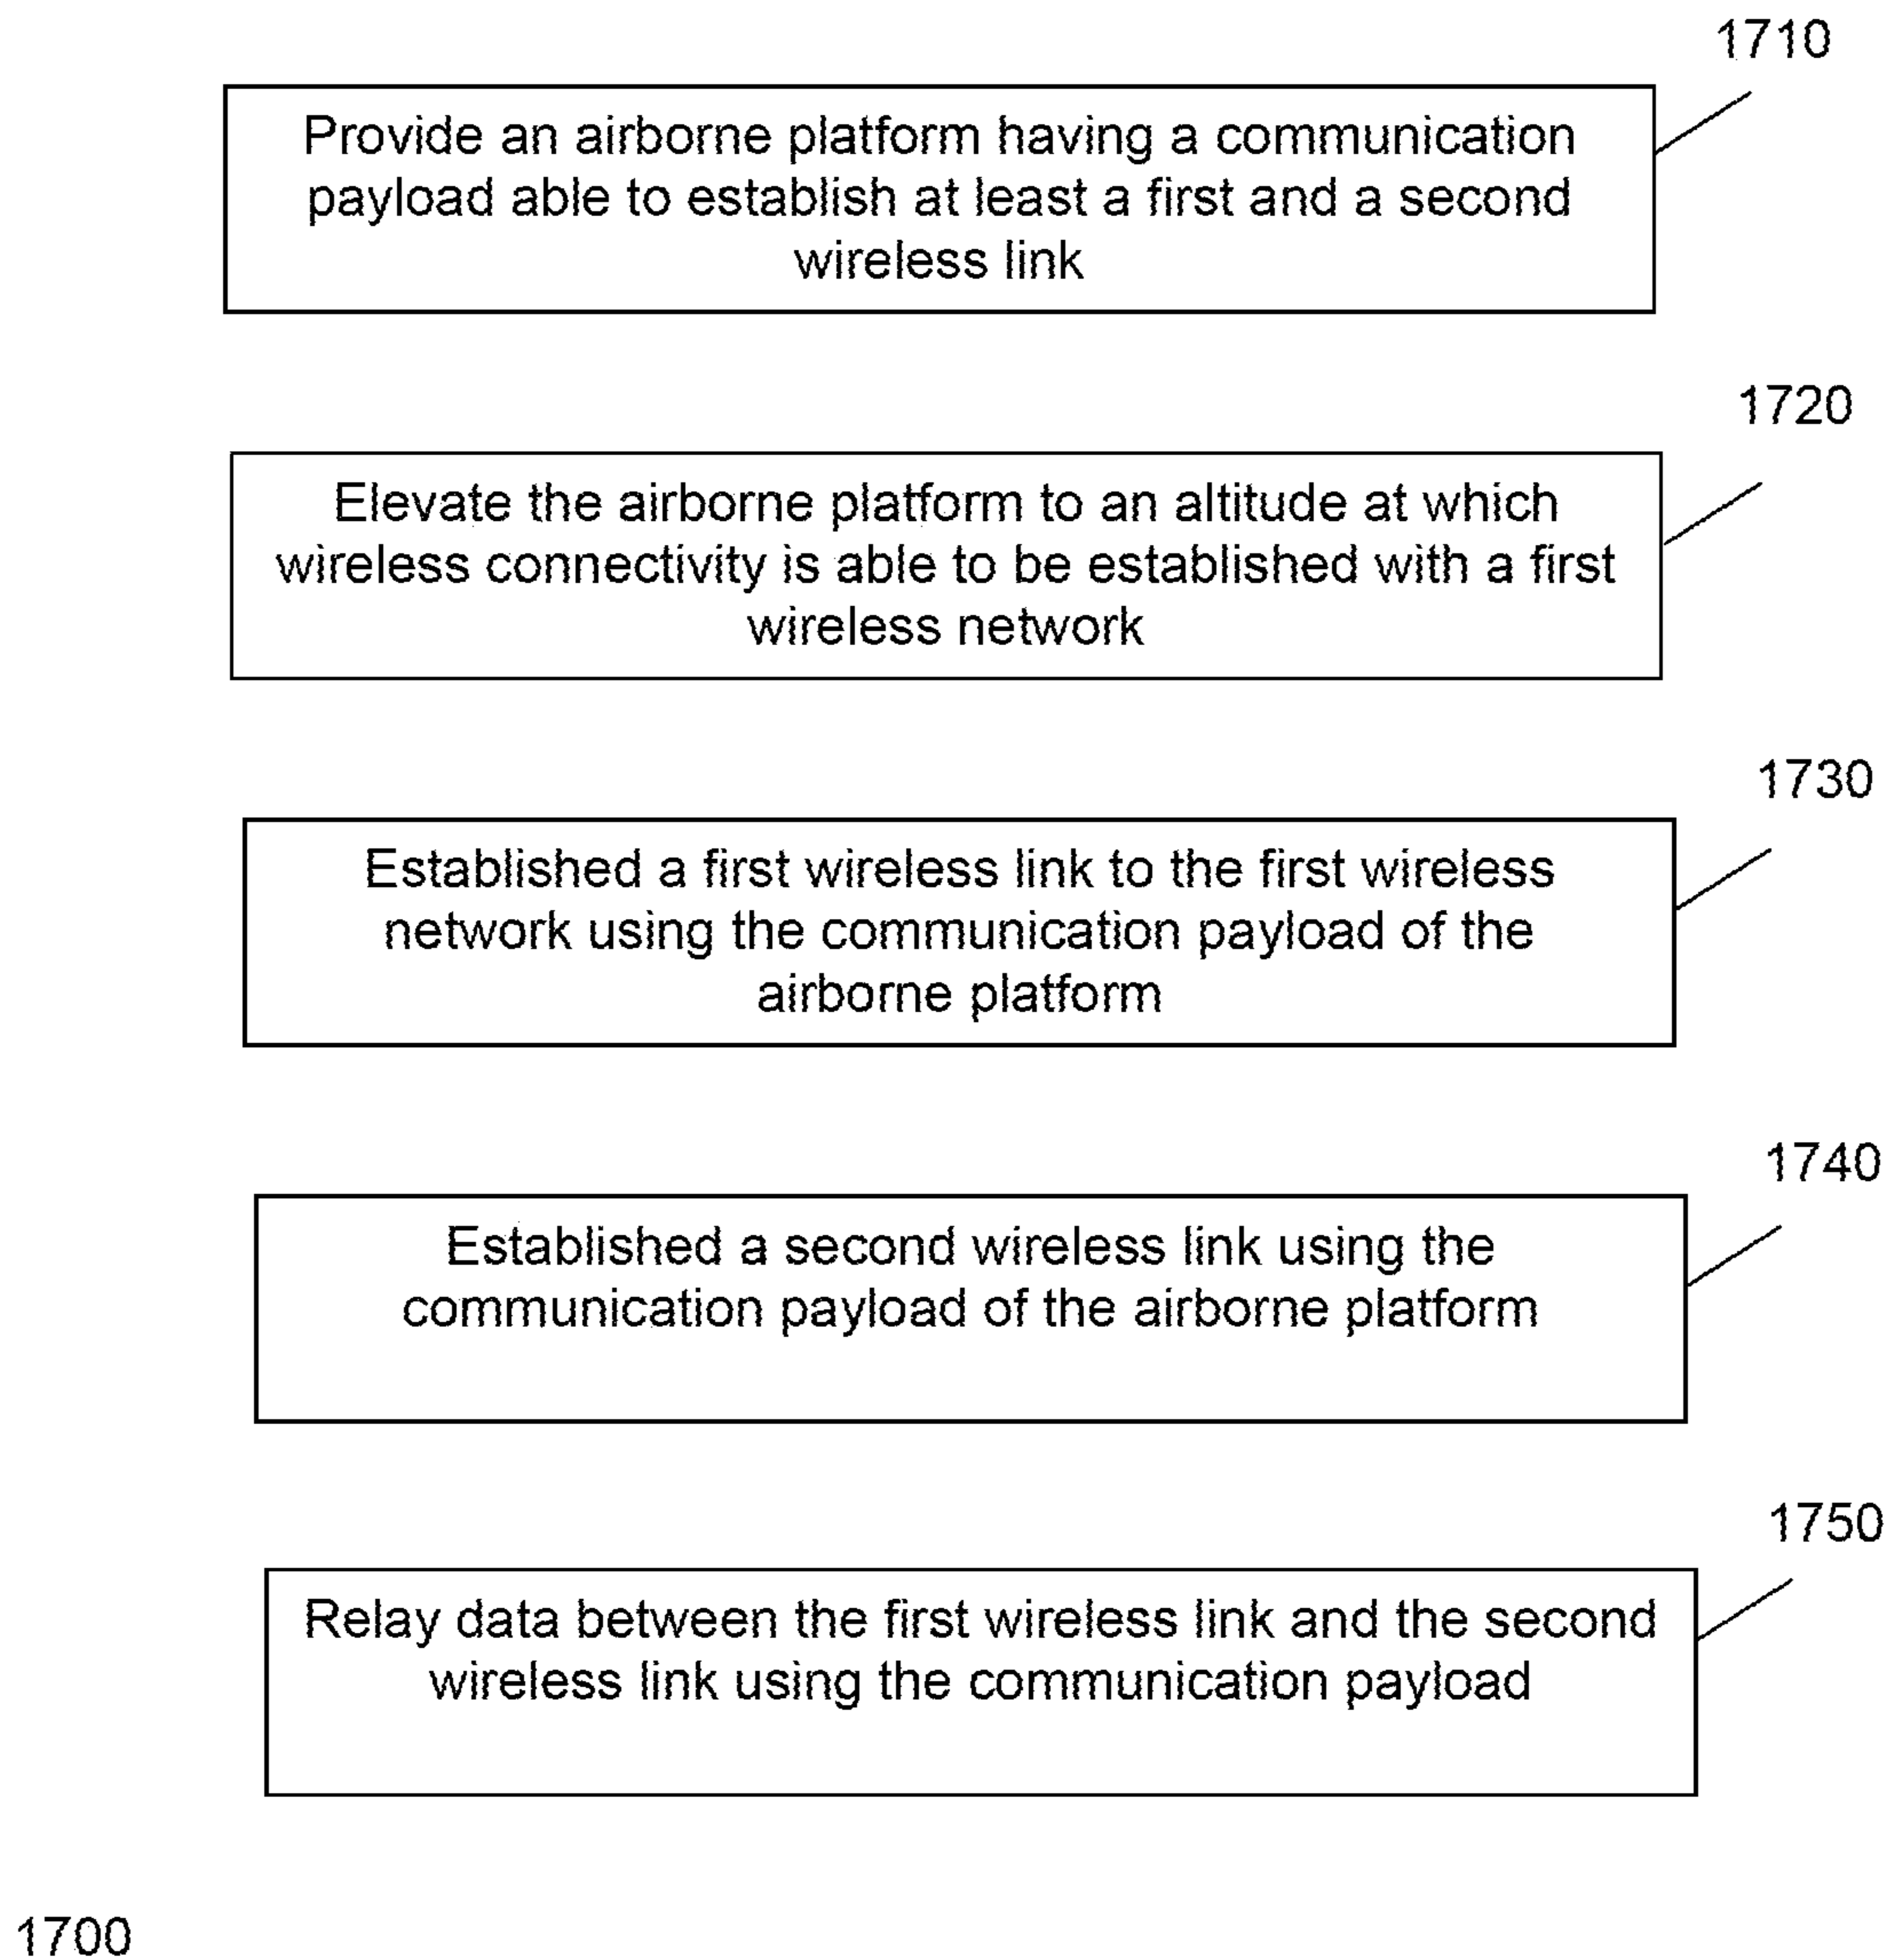 1710
Provide an airborne platform having a communication
payload able to establish at least a first and a second
wireless link
1720
Elevate the airborne platform to an altitude at which
wireless connectivity is able to be established with a first
wireless network
1730
Established a first wireless link to the first wireless
network using the communication payload of the
airborne platform
1740
Established a second wireless link using the
communication payload of the airborne platform
1750
Relay data between the first wireless link and the second
wireless link using the communication payload
1700